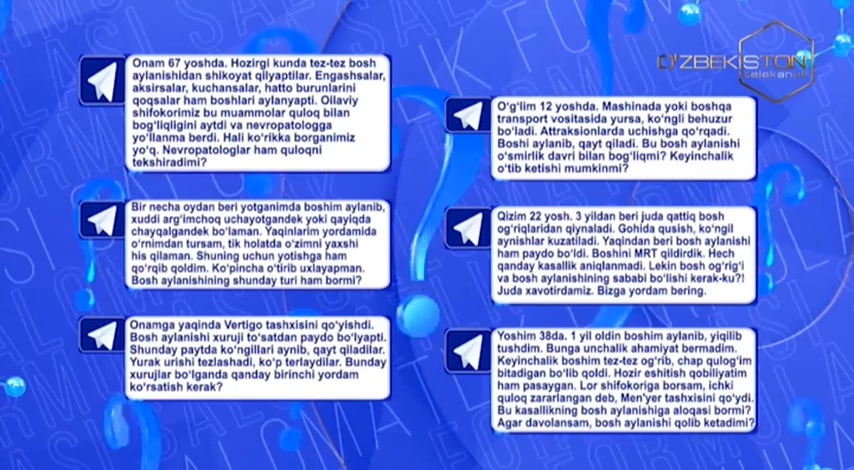 Onam 67 yoshda. Hozirgi kunda tez-tez bosh
aylanishidan shikoyat qilyaptilar. Engashsalar,
aksirsalar, kuchansalar, hatto burunlarini
qoqsalar ham boshlari aylanyapti. Oilaviy
shifokorimiz bu muammolar quloq bilan
bog‘liqligini aytdi va nevropatologga
yo‘llanma berdi. Hali ko‘rikka borganimiz
yo‘q. Nevropatologlar ham quloqni
tekshiradimi?
Bir necha oydan beri yotganimda boshim aylanib,
xuddi arg‘imchoq uchayotgandek yoki qayiqda
chayqalgandek bo‘laman. Yaqinlarim yordamida
o‘rnimdan tursam, tik holatda o‘zimni yaxshi
his qilaman. Shuning uchun yotishga ham
qo‘rqib qoldim. Ko‘pincha o‘tirib uxlayapman.
Bosh aylanishining shunday turi ham bormi?
Onamga yaqinda Vertigo tashxisini qo‘yishdi.
Bosh aylanishi xuruji to‘satdan paydo bo‘lyapti.
Shunday paytda ko‘ngillari aynib, qayt qiladilar.
Yurak urishi tezlashadi, ko‘p terlaydilar. Bunday
xurujlar bo‘lganda qanday birinchi yordam
ko‘rsatish kerak?
O‘ZBEKISTON
telekanali
O‘g‘lim 12 yoshda. Mashinada yoki boshqa
transport vositasida yursa, ko‘ngli behuzur
bo‘ladi. Attraksionlarda uchishga qo‘rqadi.
Boshi aylanib, qayt qiladi. Bu bosh aylanishi
o‘smirlik davri bilan bog‘liqmi? Keyinchalik
o‘tib ketishi mumkinmi?
Qizim 22 yosh. 3 yildan beri juda qattiq bosh
og‘riqlaridan qiynaladi. Gohida qusish, ko‘ngil
aynishlar kuzatiladi. Yaqindan beri bosh aylanishi
ham paydo bo‘ldi. Boshini MRT qildirdik. Hech
qanday kasallik aniqlanmadi. Lekin bosh og‘rig‘i
va bosh aylanishining sababi bo‘lishi kerak-ku?!
Juda xavotirdamiz. Bizga yordam bering.
Yoshim 38da. 1 yil oldin boshim aylanib, yiqilib
tushdim. Bunga unchalik ahamiyat bermadim.
Keyinchalik boshim tez-tez og‘rib, chap qulog‘im
bitadigan bo‘lib qoldi. Hozir eshitish qobiliyatim
ham pasaygan. Lor shifokoriga borsam, ichki
quloq zararlangan deb, Men'yer tashxisini qo‘ydi.
Bu kasallikning bosh aylanishiga aloqasi bormi?
Agar davolansam, bosh aylanishi qolib ketadimi?